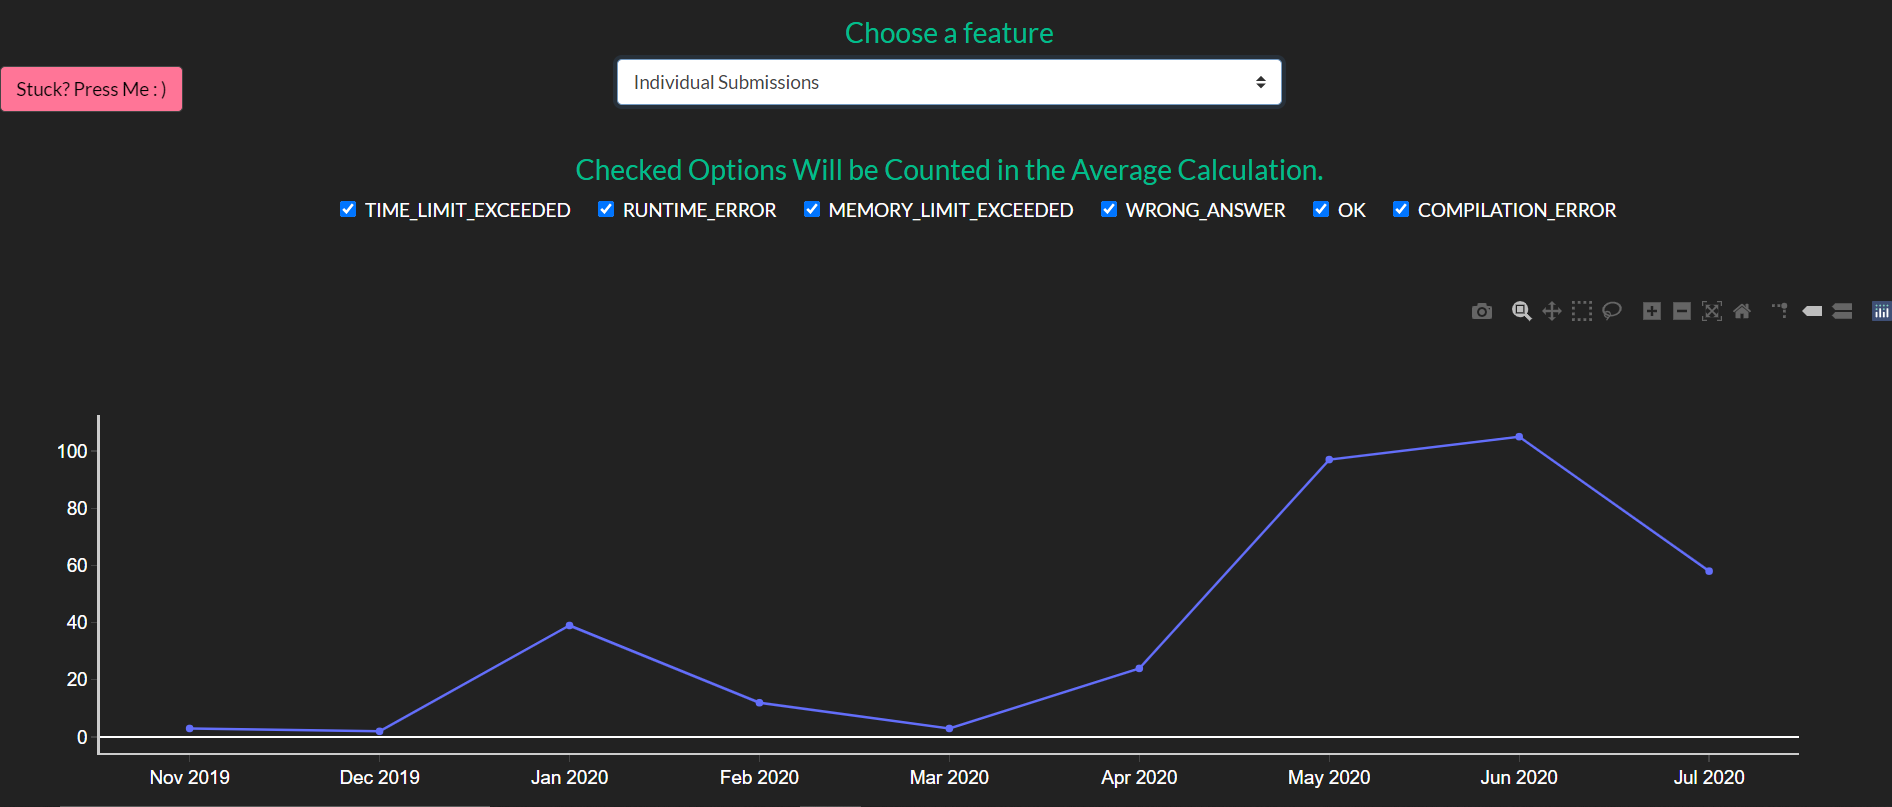 Choose a feature
Stuck? Press Me : )
Individual Submissions
Checked Options Will be Counted in the Average Calculation.
TIME_LIMIT_EXCEEDED RUNTIME_ERROR MEMORY_LIMIT_EXCEEDED WRONG_ANSWER OK COMPILATION_ERROR
100
80
60
40
20
0
Nov 2019 Dec 2019 Jan 2020 Feb 2020 Mar 2020 Apr 2020 May 2020 Jun 2020 Jul 2020